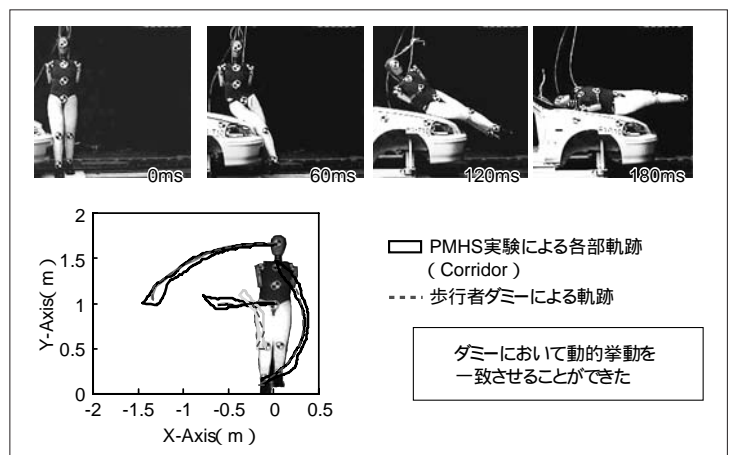 0ms
60ms
120ms
180ms
2
1.5
1
0.5
0
Y-Axis( m )
-2
-1.5
-1
-0.5
0
0.5
X-Axis( m )
PMHS実験による各部軌跡
( Corridor )
歩行者ダミーによる軌跡
ダミーにおいて動的挙動を
一致させることができた